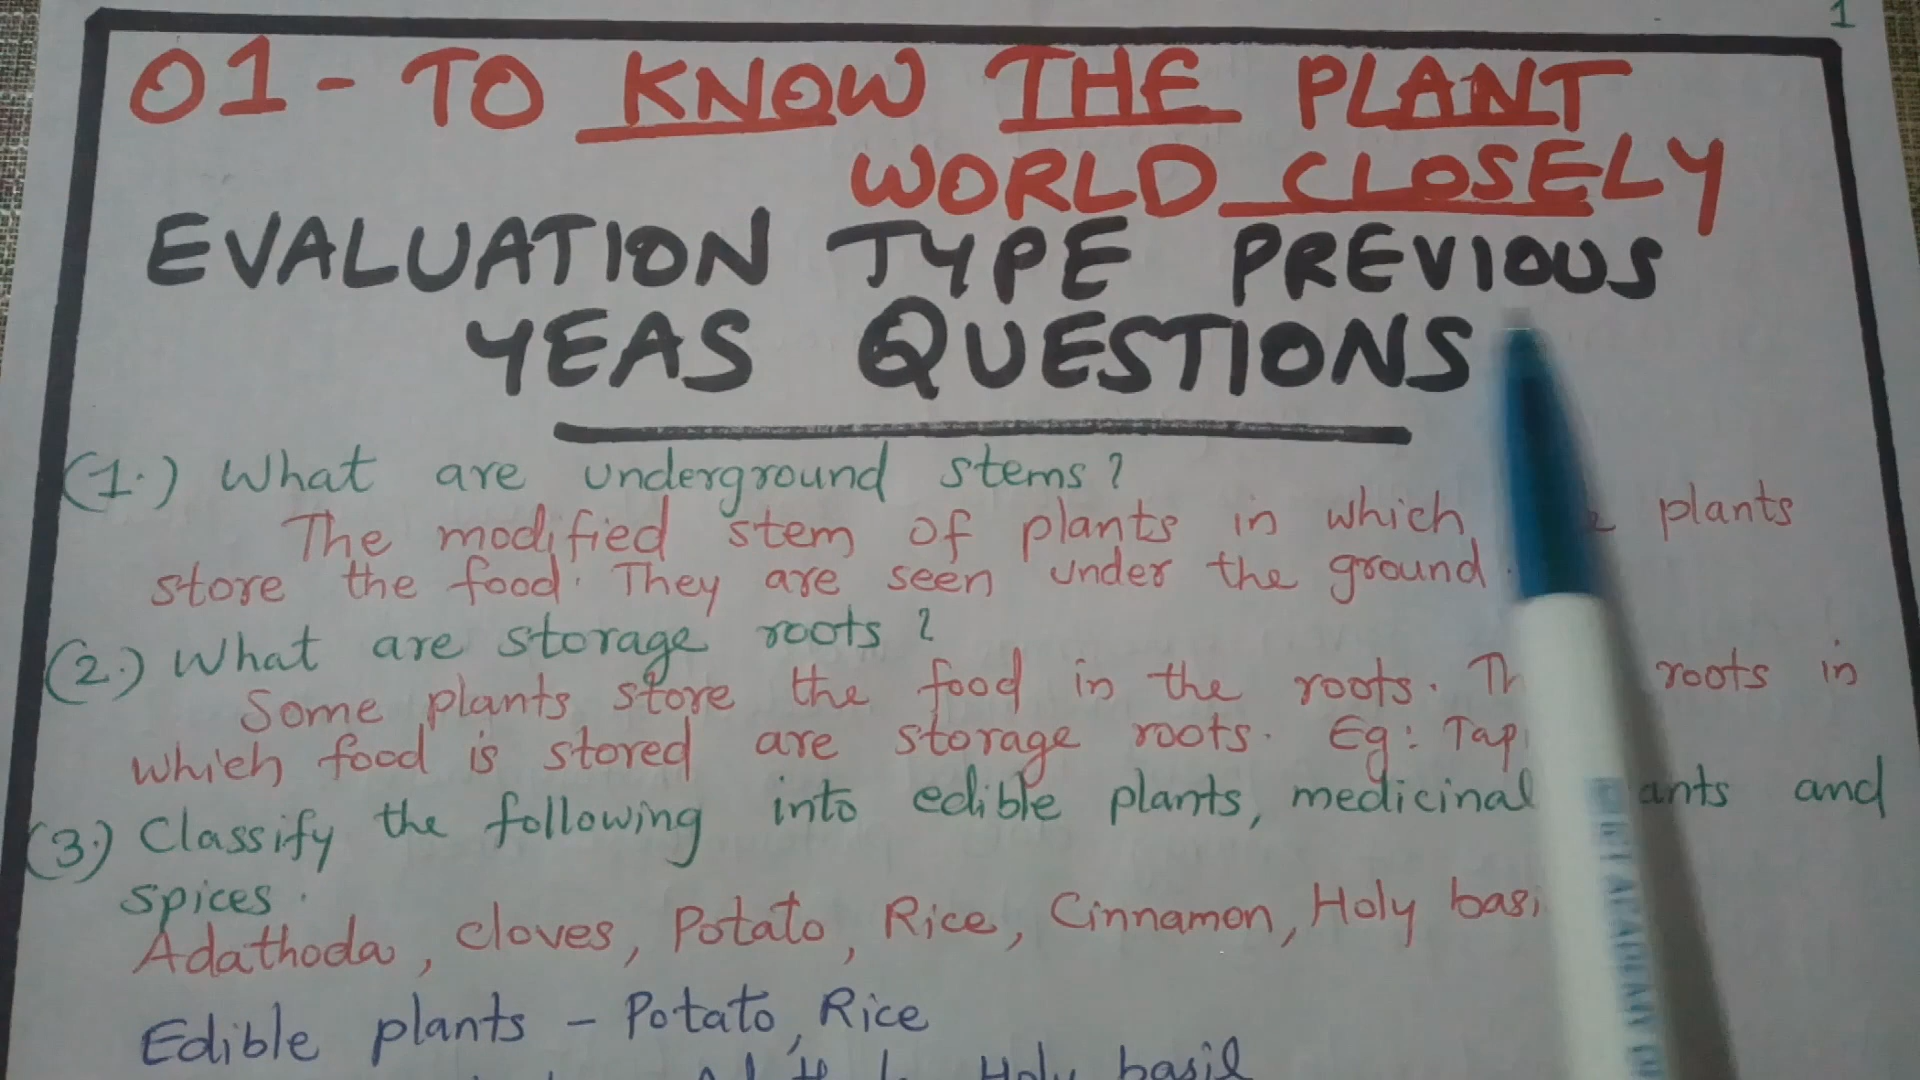 1
01- TO KNOW THE PLANT
WORLD CLOSELY
EVALUATION TYPE PREVIOUS
YEAS QUESTIONS
(1.) What are underground stems?
The modified stem of plants in which plants
store the food. They are seen under the ground
(2.) What are storage roots?
Some plants store the food in the roots. roots in
which food is stored are storage roots. Eg:
(3.) Classify the following into edible plants, medicinal and
spices.
Adathoda, cloves, Potato, Rice, Cinnamon, Holy
Edible plants - Potato, Rice
Holy basil